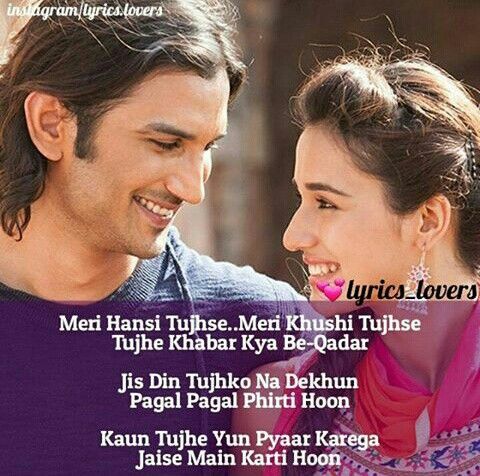 instagram/lyrics.lovers
lyrics_lovers
Meri Hansi Tujhse..Meri Khushi Tujhse
Tujhe Khabar Kya Be-Qadar
Jis Din Tujhko Na Dekhun
Pagal Pagal Phirti Hoon
Kaun Tujhe Yun Pyaar Karega
Jaise Main Karti Hoon